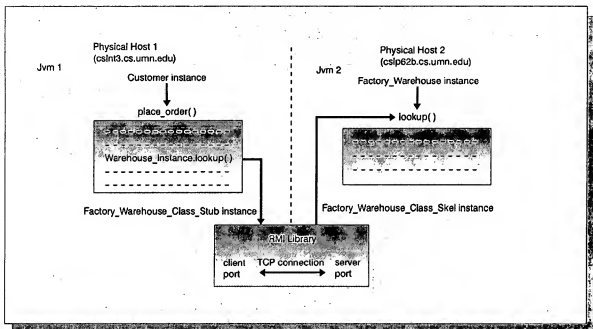 Physical Host 1
(cslnt3.cs.umn.edu)
Physical Host 2
(cslp62b.cs.umn.edu)
Jvm 1
Jvm 2
Customer instance
Factory_Warehouse instance
place_order( )
lookup( )
Warehouse_instance.lookup( )
Factory_Warehouse_Class_Stub instance
Factory_Warehouse_Class_Skel instance
RMI Library
client port
TCP connection
server port